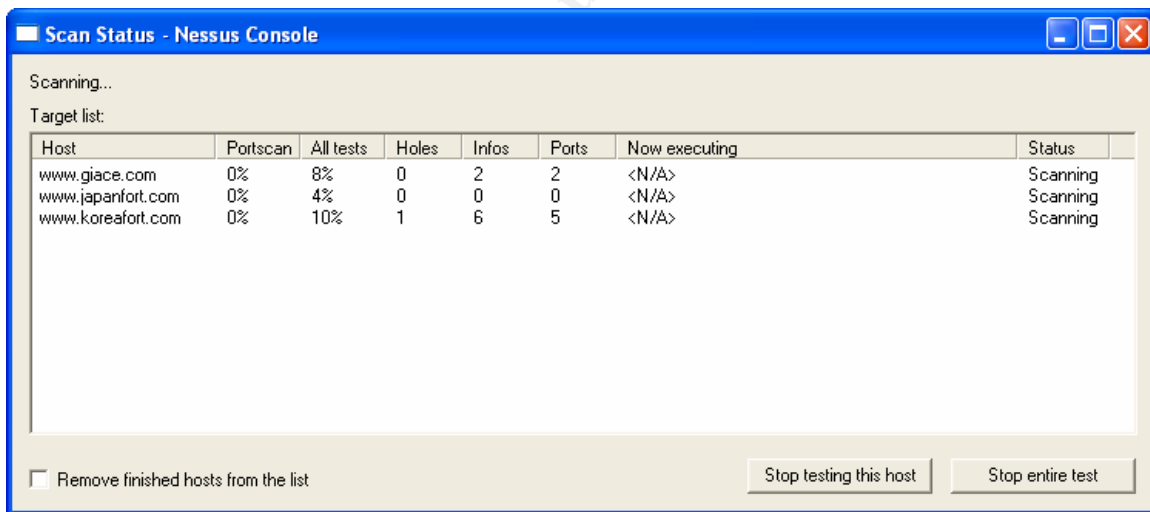 Scan Status - Nessus Console
Scanning...
Target list:
Host Portscan All tests Holes Infos Ports Now executing Status
www.giace.com 0% 8% 0 2 2 <N/A> Scanning
www.japanfort.com 0% 4% 0 0 0 <N/A> Scanning
www.koreafort.com 0% 10% 1 6 5 <N/A> Scanning
Remove finished hosts from the list Stop testing this host Stop entire test